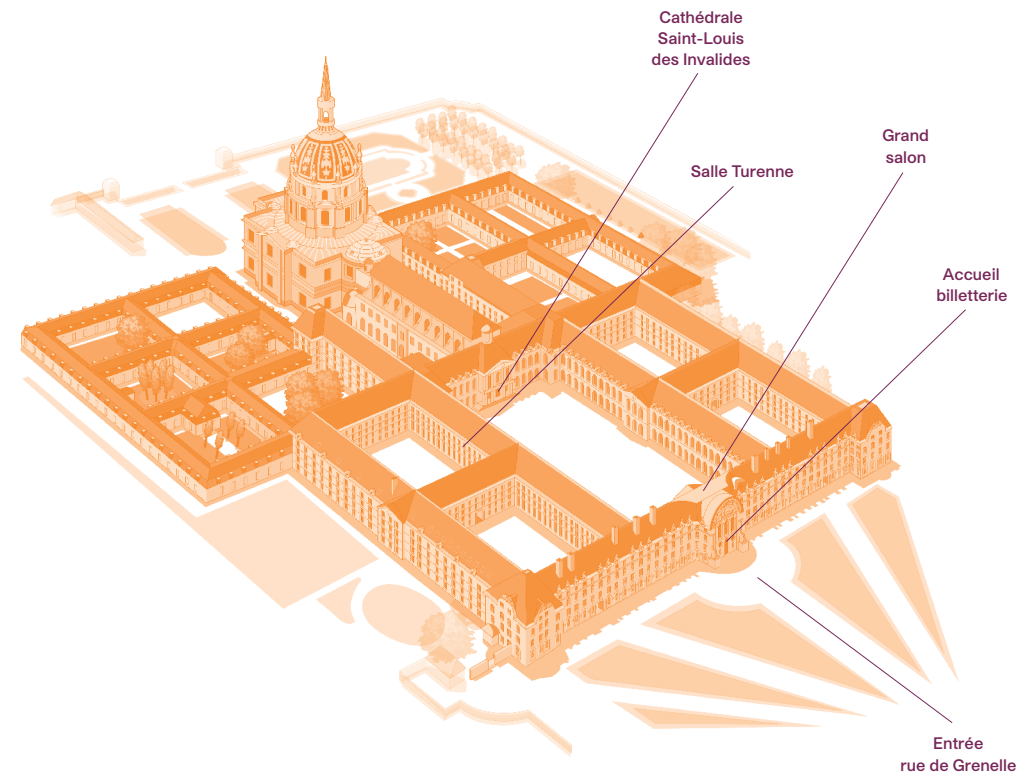 Cathédrale
Saint-Louis
des Invalides
Grand
salon
Salle Turenne
Accueil
billetterie
Entrée
rue de Grenelle